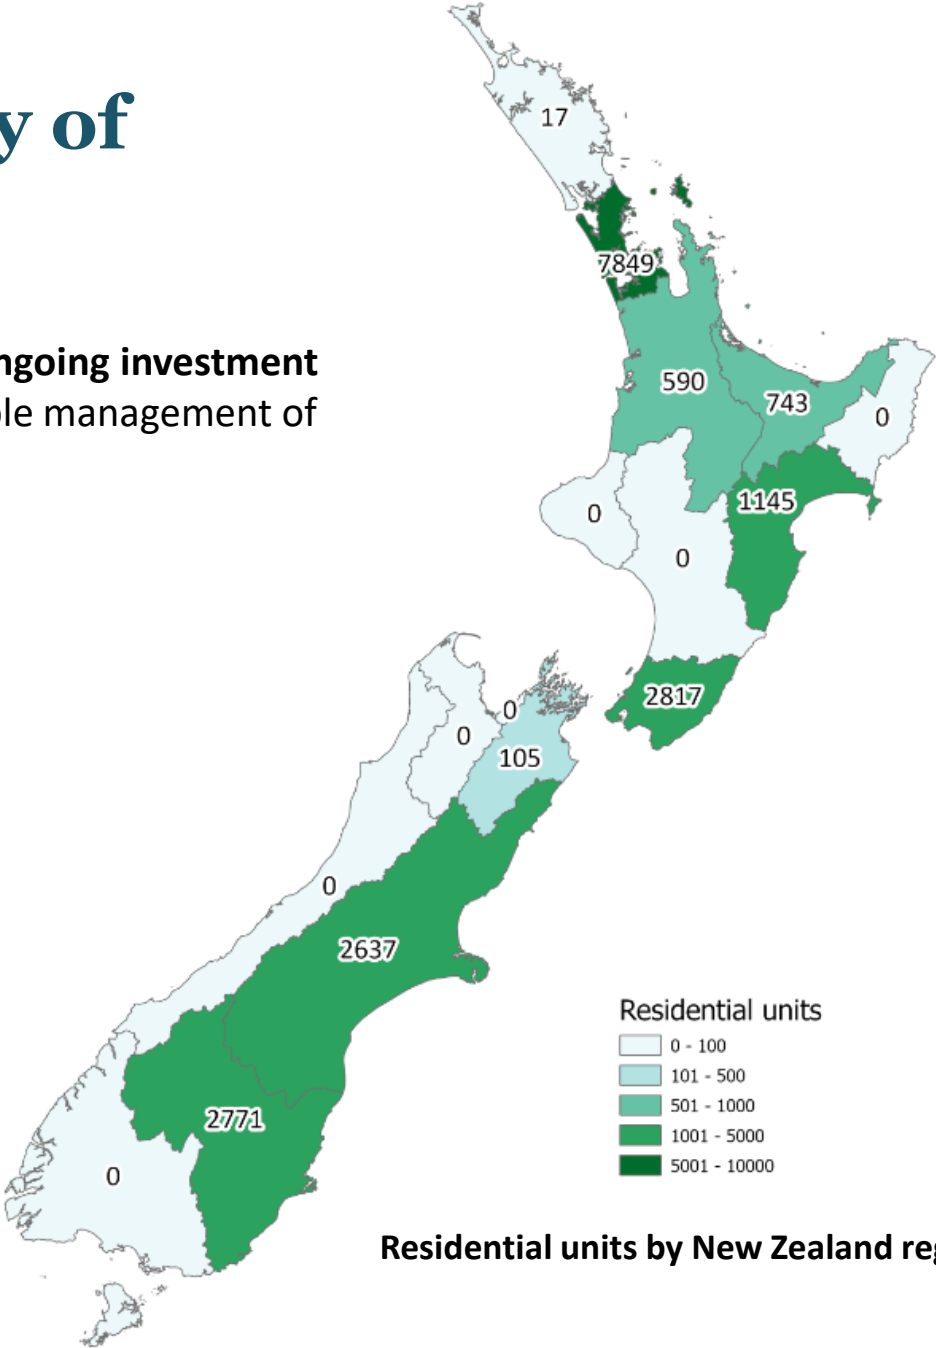 y of
ngoing investment
ole management of
17
7849
590
743
0
1145
0
0
2817
0
0
105
0
2637
2771
0
Residential units
0 - 100
101 - 500
501 - 1000
1001 - 5000
5001 - 10000
Residential units by New Zealand reg